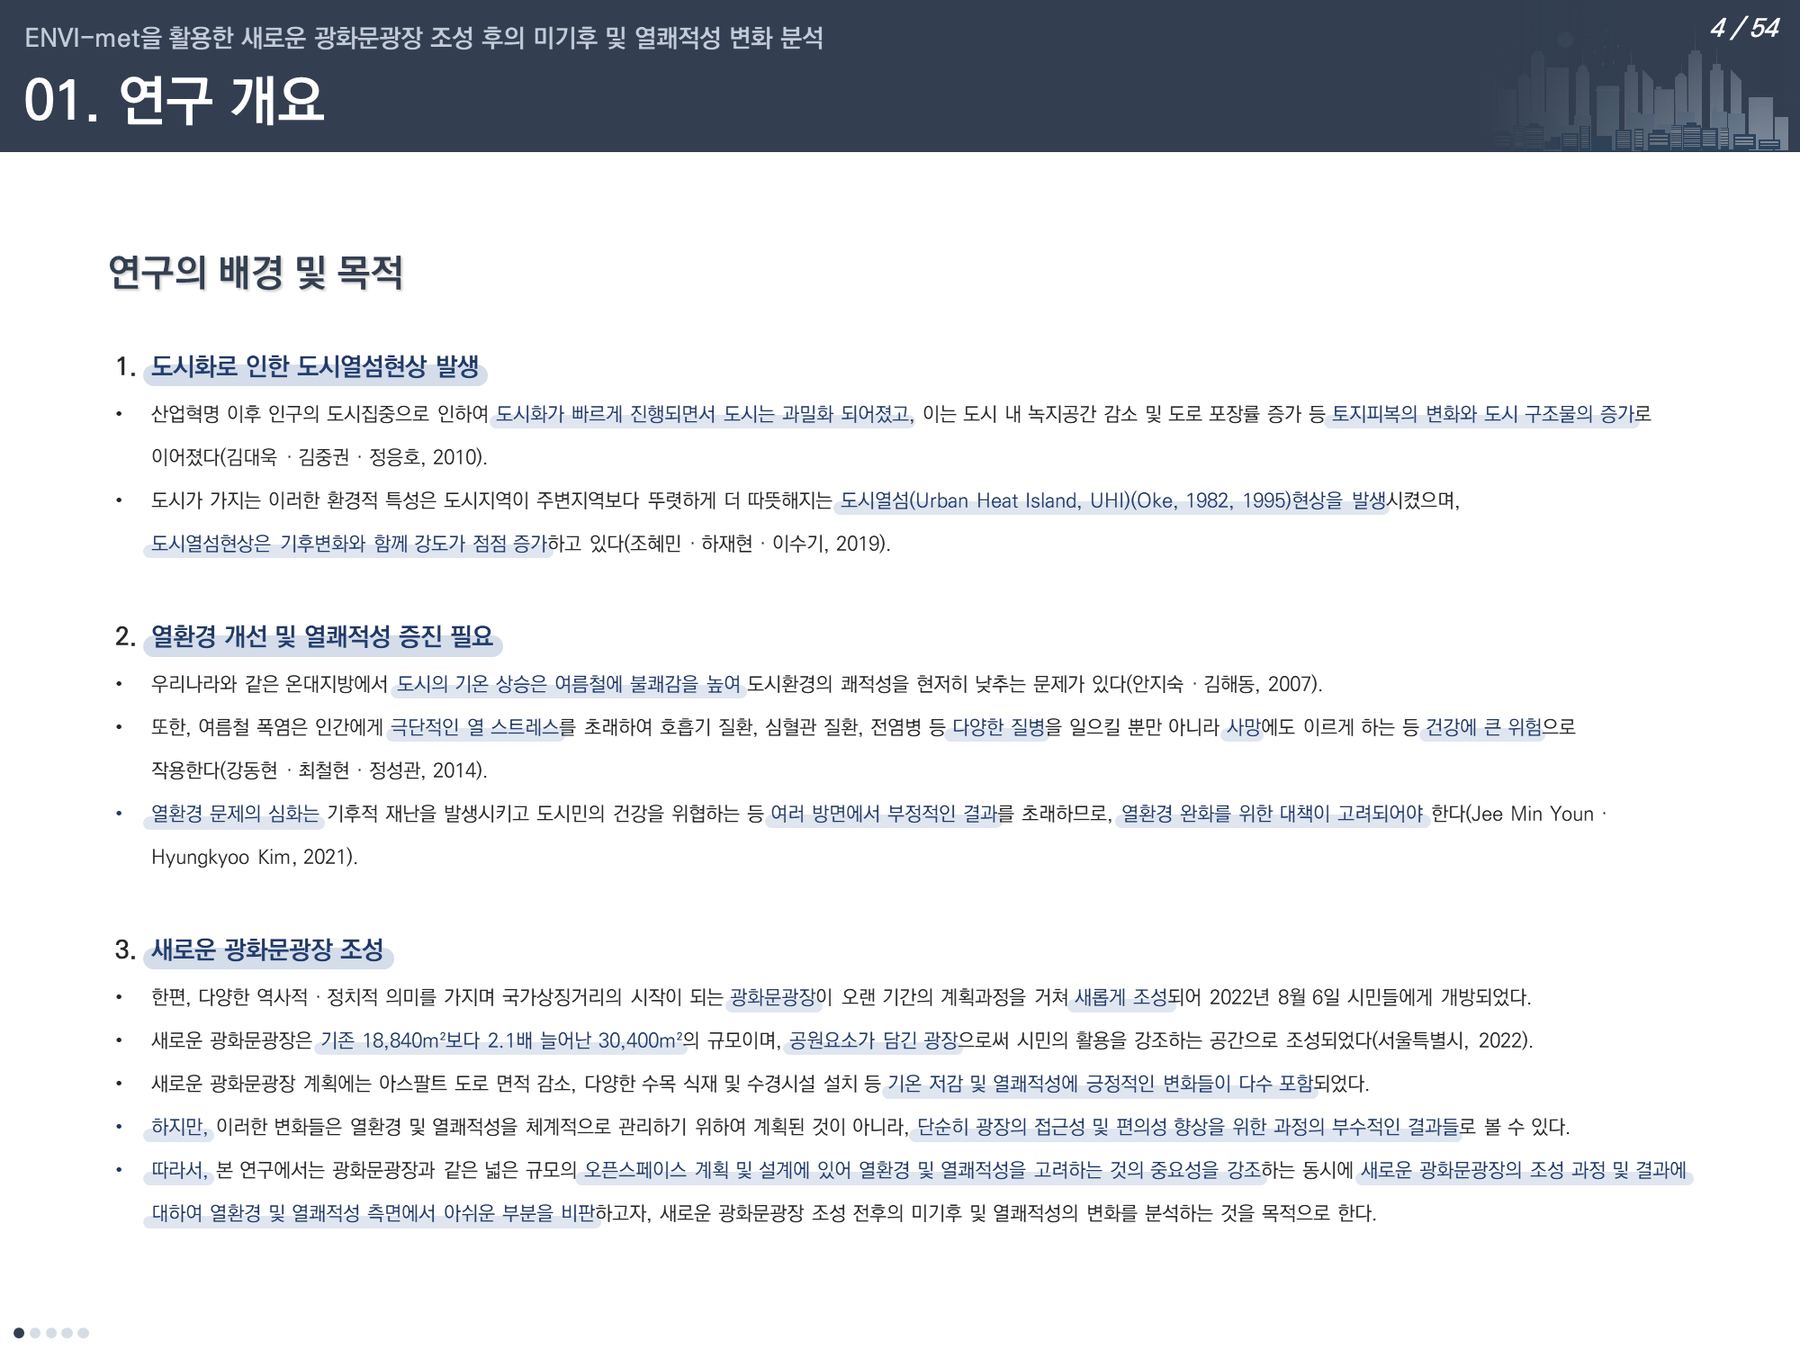 ENVI-met을 활용한 새로운 광화문광장 조성 후의 미기후 및 열쾌적성 변화 분석
4 / 54
01. 연구 개요
연구의 배경 및 목적
1. 도시화로 인한 도시열섬현상 발생
• 산업혁명 이후 인구의 도시집중으로 인하여 도시화가 빠르게 진행되면서 도시는 과밀화 되어졌고, 이는 도시 내 녹지공간 감소 및 도로 포장률 증가 등 토지피복의 변화와 도시 구조물의 증가로
이어졌다(김대욱 · 김중권 · 정응호, 2010).
• 도시가 가지는 이러한 환경적 특성은 도시지역이 주변지역보다 뚜렷하게 더 따뜻해지는 도시열섬(Urban Heat Island, UHI)(Oke, 1982, 1995)현상을 발생시켰으며,
도시열섬현상은 기후변화와 함께 강도가 점점 증가하고 있다(조혜민 · 하재현 · 이수기, 2019).
2. 열환경 개선 및 열쾌적성 증진 필요
• 우리나라와 같은 온대지방에서 도시의 기온 상승은 여름철에 불쾌감을 높여 도시환경의 쾌적성을 현저히 낮추는 문제가 있다(안지숙 · 김해동, 2007).
• 또한, 여름철 폭염은 인간에게 극단적인 열 스트레스를 초래하여 호흡기 질환, 심혈관 질환, 전염병 등 다양한 질병을 일으킬 뿐만 아니라 사망에도 이르게 하는 등 건강에 큰 위험으로
작용한다(강동현 · 최철현 · 정성관, 2014).
• 열환경 문제의 심화는 기후적 재난을 발생시키고 도시민의 건강을 위협하는 등 여러 방면에서 부정적인 결과를 초래하므로, 열환경 완화를 위한 대책이 고려되어야 한다(Jee Min Youn ·
Hyungkyoo Kim, 2021).
3. 새로운 광화문광장 조성
• 한편, 다양한 역사적 · 정치적 의미를 가지며 국가상징거리의 시작이 되는 광화문광장이 오랜 기간의 계획과정을 거쳐 새롭게 조성되어 2022년 8월 6일 시민들에게 개방되었다.
• 새로운 광화문광장은 기존 18,840m²보다 2.1배 늘어난 30,400m²의 규모이며, 공원요소가 담긴 광장으로써 시민의 활용을 강조하는 공간으로 조성되었다(서울특별시, 2022).
• 새로운 광화문광장 계획에는 아스팔트 도로 면적 감소, 다양한 수목 식재 및 수경시설 설치 등 기온 저감 및 열쾌적성에 긍정적인 변화들이 다수 포함되었다.
• 하지만, 이러한 변화들은 열환경 및 열쾌적성을 체계적으로 관리하기 위하여 계획된 것이 아니라, 단순히 광장의 접근성 및 편의성 향상을 위한 과정의 부수적인 결과들로 볼 수 있다.
• 따라서, 본 연구에서는 광화문광장과 같은 넓은 규모의 오픈스페이스 계획 및 설계에 있어 열환경 및 열쾌적성을 고려하는 것의 중요성을 강조하는 동시에 새로운 광화문광장의 조성 과정 및 결과에
대하여 열환경 및 열쾌적성 측면에서 아쉬운 부분을 비판하고자, 새로운 광화문광장 조성 전후의 미기후 및 열쾌적성의 변화를 분석하는 것을 목적으로 한다.